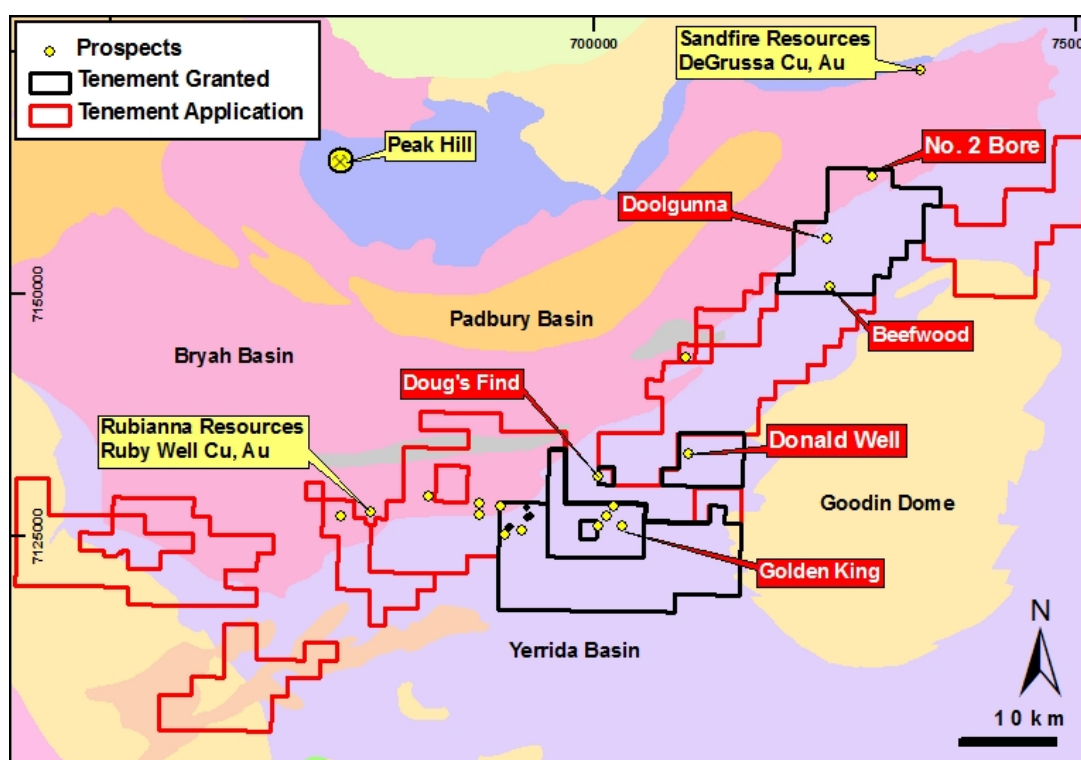 Prospects
Tenement Granted
Tenement Application
700000
Sandfire Resources
DeGrussa Cu, Au
Peak Hill
No. 2 Bore
Doolgunna
7150000
Padbury Basin
Beefwood
Bryah Basin
Doug's Find
Rubianna Resources
Ruby Well Cu, Au
Donald Well
Goodin Dome
7125000
Golden King
Yerrida Basin
N
10 km